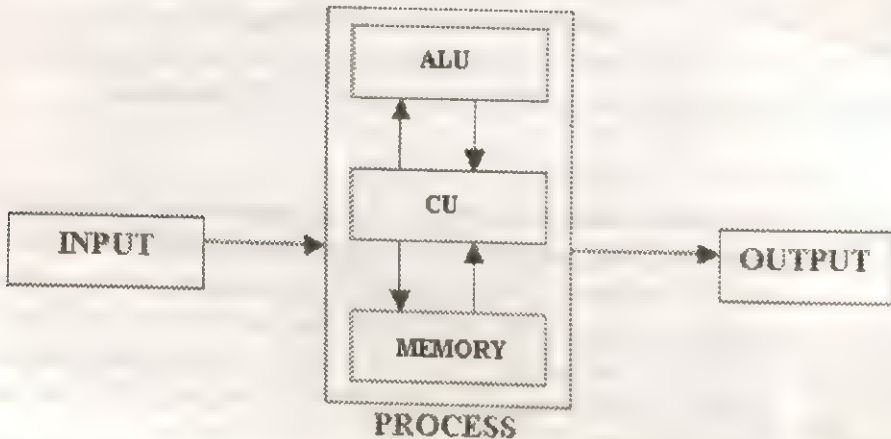 ALU
CU
INPUT
OUTPUT
MEMORY
PROCESS